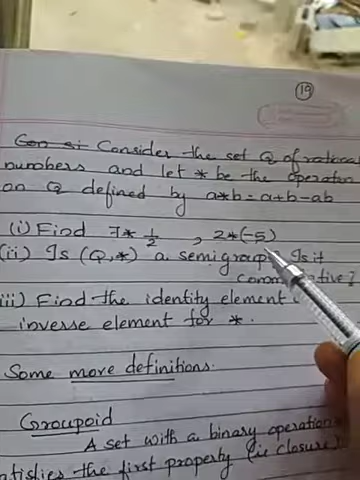 19
Consider the set Q of rational
numbers and let * be the operation
on Q defined by a*b = a+b-ab
(i) Find 7* 1/2 , 2*(-5)
(ii) Is (Q,*) a semigroup? Is it
commutative?
iii) Find the identity element
inverse element for *.
Some more definitions.
Groupoid
A set with a binary operation
satisfies the first property (ie closure)